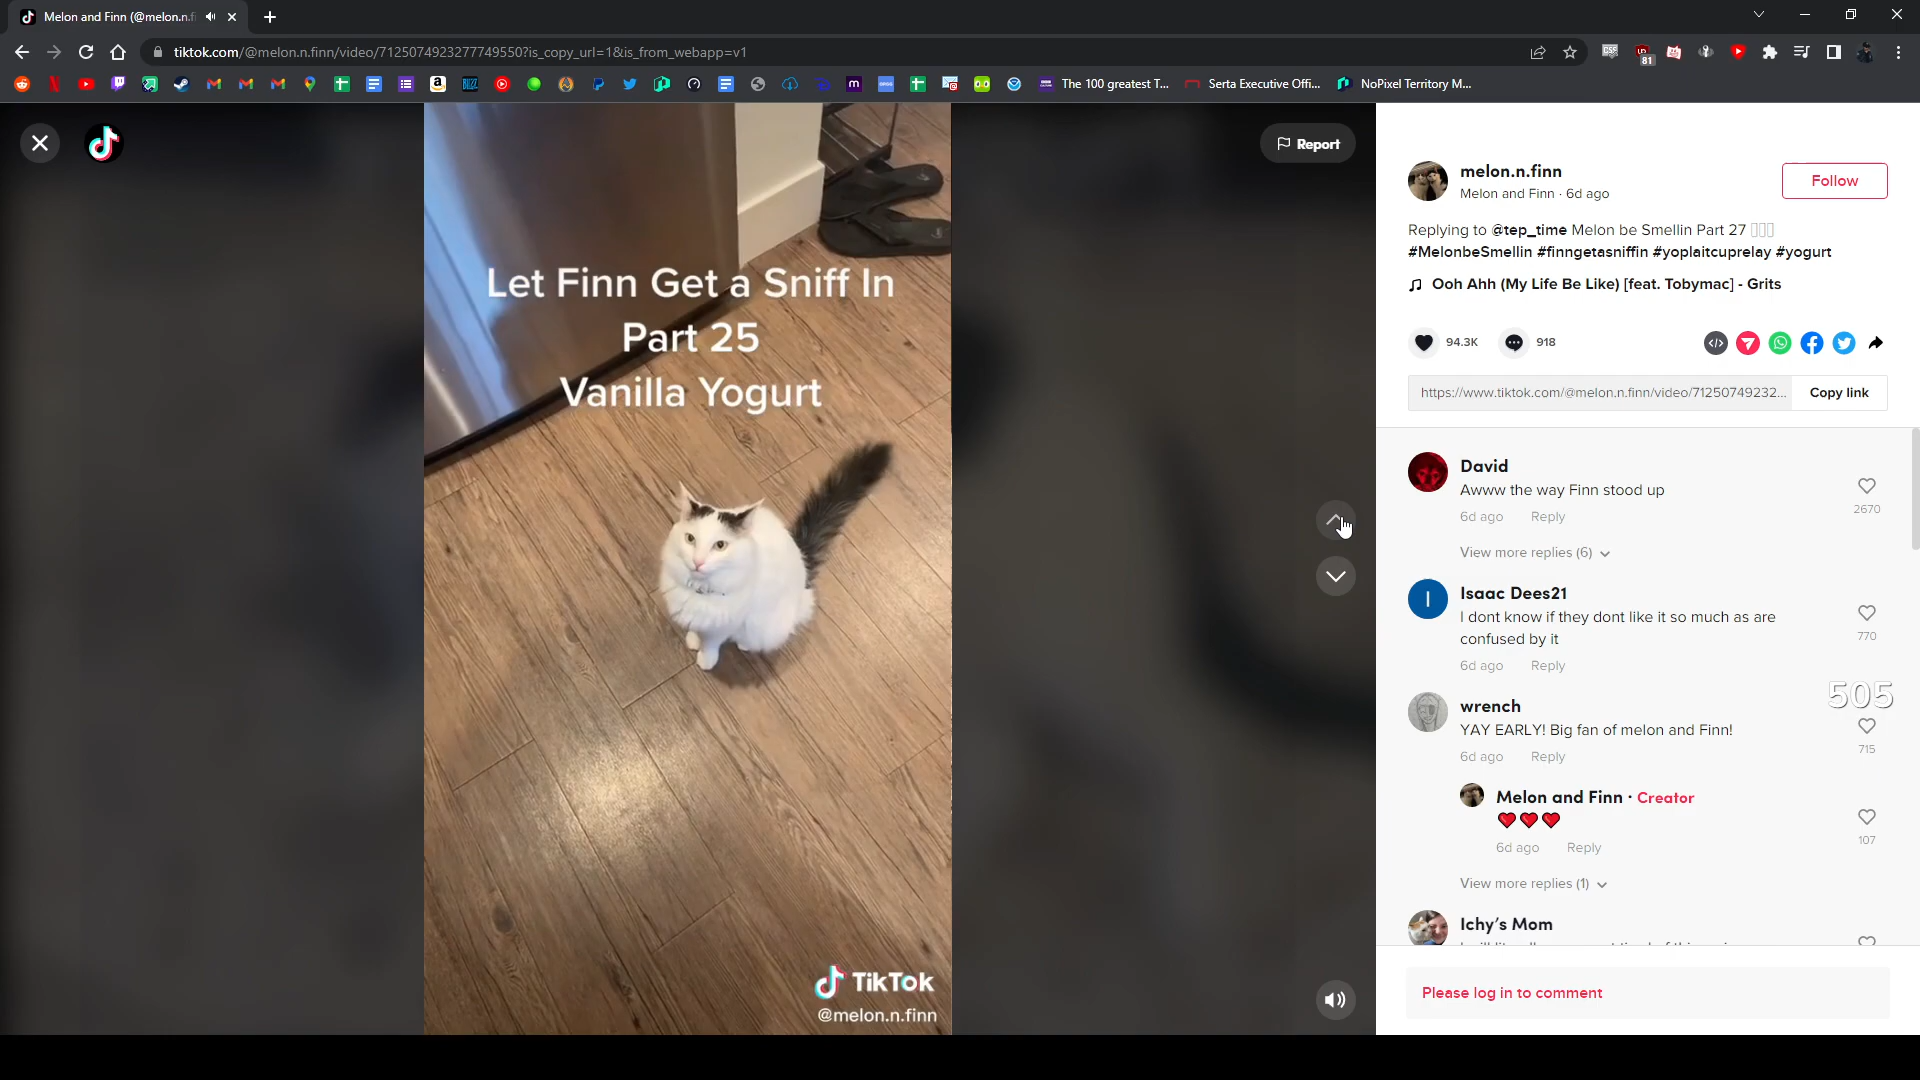 Melon and Finn (@melon.n.fi
tiktok.com/@melon.n.finn/video/7125074923277749550?is_copy_url=1&is_from_webapp=v1
81
BUZZ
The 100 greatest T...
Serta Executive Offi...
NoPixel Territory M...
Report
Let Finn Get a Sniff In
Part 25
Vanilla Yogurt
TikTok
@melon.n.finn
melon.n.finn
Melon and Finn · 6d ago
Follow
Replying to @tep_time Melon be Smellin Part 27
#MelonbeSmellin #finngetasniffin #yoplaitcuprelay #yogurt
Ooh Ahh (My Life Be Like) [feat. Tobymac] - Grits
94.3K
918
https://www.tiktok.com/@melon.n.finn/video/71250749232...
Copy link
David
Awww the way Finn stood up
6d ago Reply
2670
View more replies (6)
I
Isaac Dees21
I dont know if they dont like it so much as are
confused by it
770
6d ago Reply
505
wrench
YAY EARLY! Big fan of melon and Finn!
715
6d ago Reply
Melon and Finn · Creator
107
6d ago Reply
View more replies (1)
Ichy's Mom
Please log in to comment